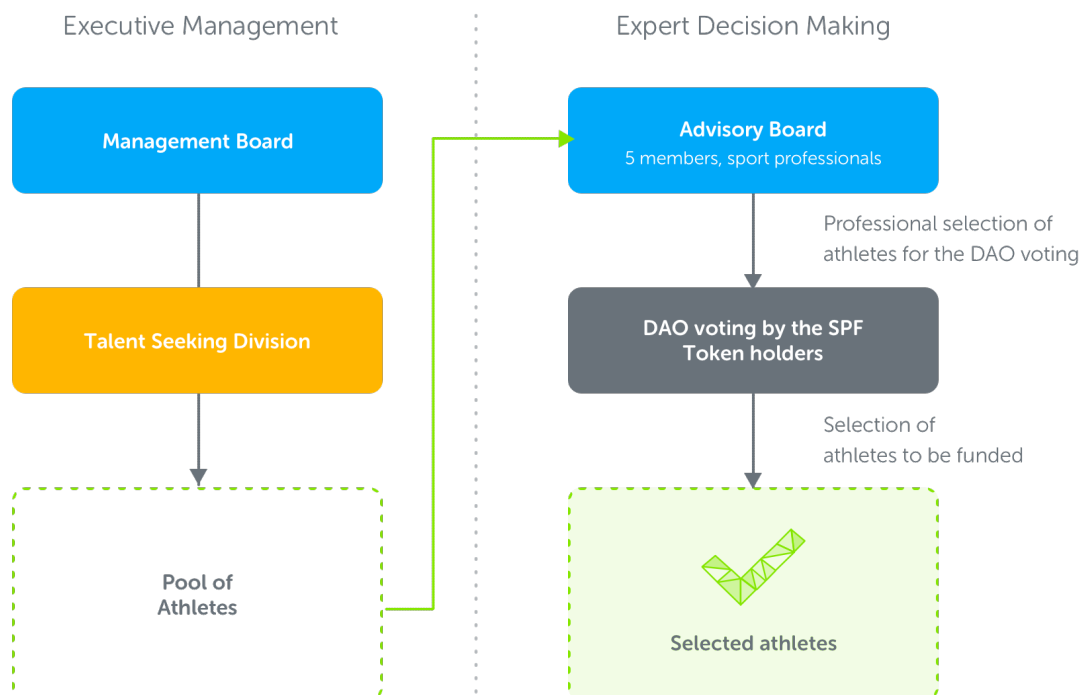 Executive Management
Expert Decision Making
Management Board
Advisory Board
5 members, sport professionals
Professional selection of
athletes for the DAO voting
Talent Seeking Division
DAO voting by the SPF
Token holders
Selection of
athletes to be funded
Pool of
Athletes
Selected athletes